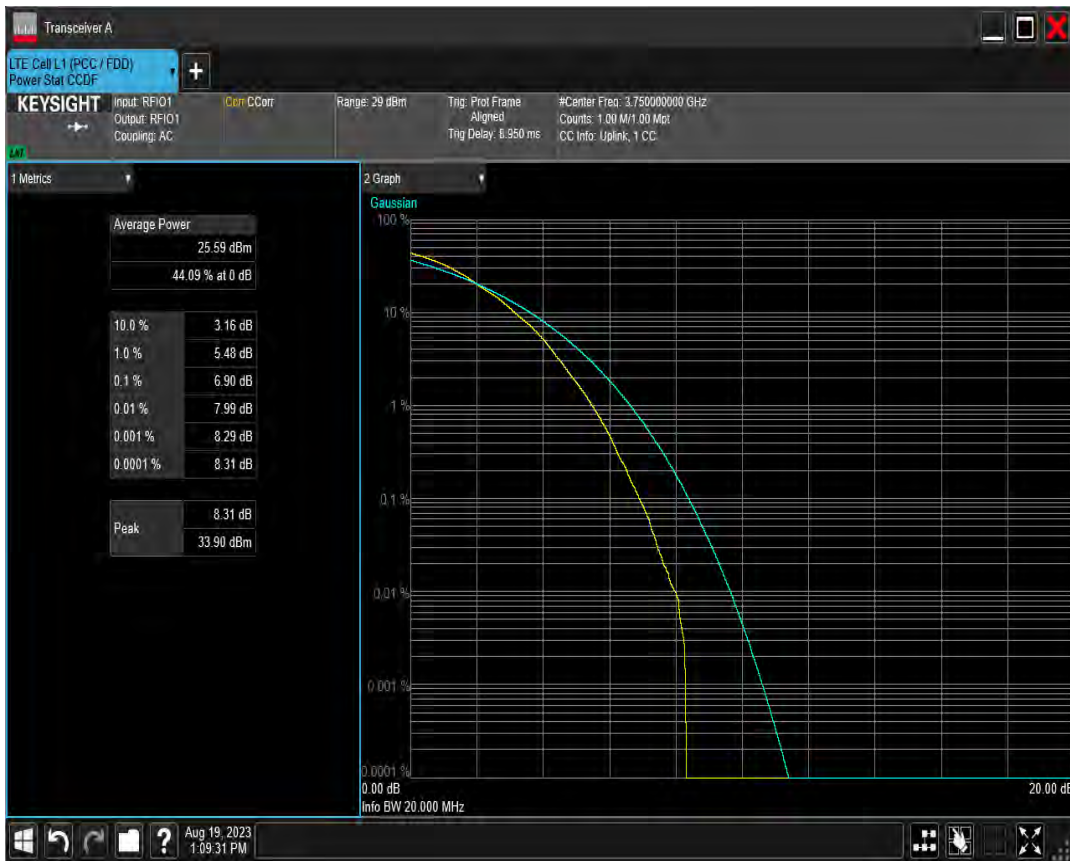 Transceiver A
LTE Cell L1 (PCC / FDD)
Power Stat CCDF
+
KEYSIGHT
LXI
Input: RFIO1
Output: RFIO1
Coupling: AC
Corr CCorr
Range: 29 dBm
Trig: Prot Frame
Aligned
Trig Delay: 8.950 ms
#Center Freq: 3.750000000 GHz
Counts: 1.00 M/1.00 Mpt
CC Info: Uplink, 1 CC
1 Metrics
Average Power
25.59 dBm
44.09 % at 0 dB
10.0 % 3.16 dB
1.0 % 5.48 dB
0.1 % 6.90 dB
0.01 % 7.99 dB
0.001 % 8.29 dB
0.0001 % 8.31 dB
Peak
8.31 dB
33.90 dBm
2 Graph
Gaussian
100 %
10 %
1 %
0.1 %
0.01 %
0.001 %
0.0001 %
0.00 dB 20.00 dB
Info BW 20.000 MHz
?
Aug 19, 2023
1:09:31 PM